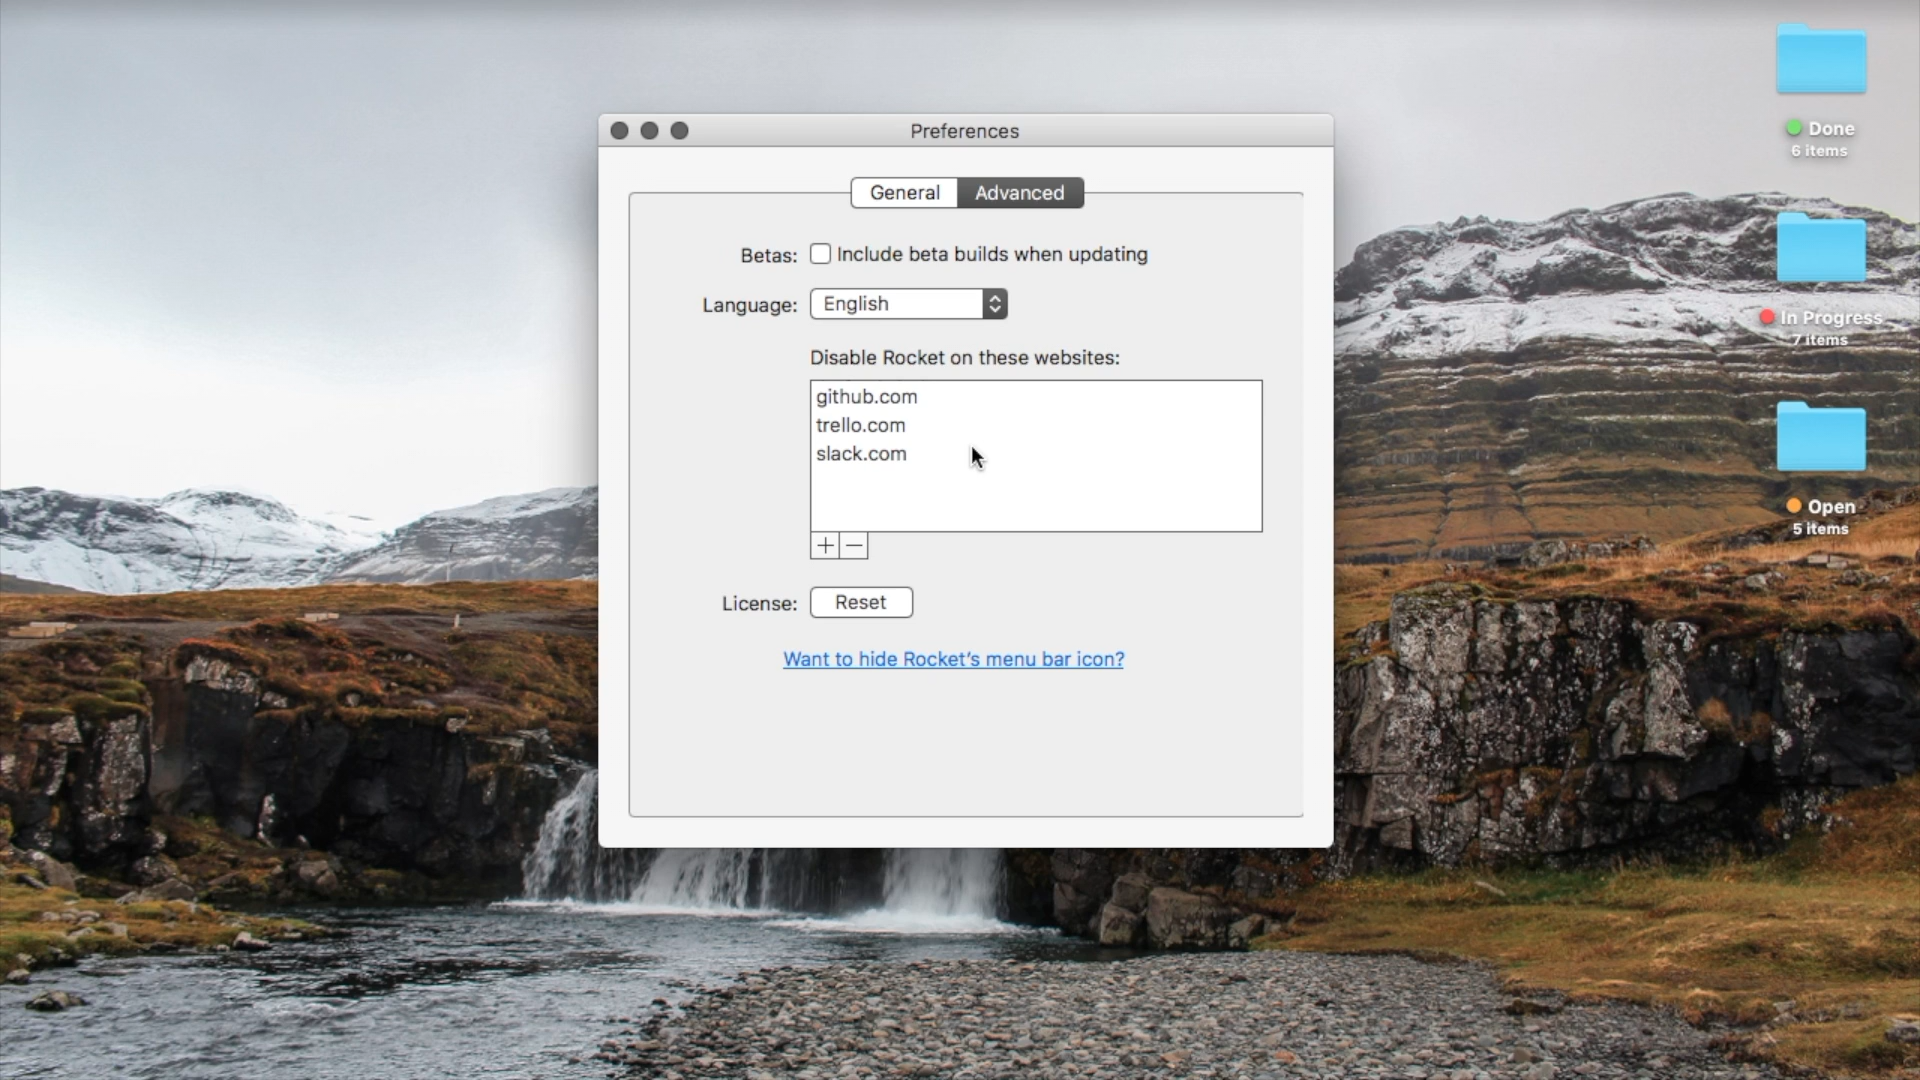 Preferences
General Advanced
Betas: Include beta builds when updating
Language: English
Disable Rocket on these websites:
github.com
trello.com
slack.com
License: Reset
Want to hide Rocket's menu bar icon?
Done
6 items
In Progress
7 items
Open
5 items